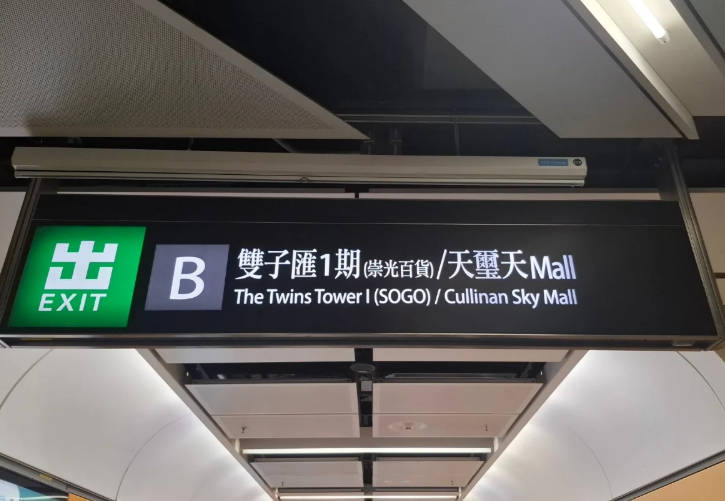 出
EXIT
B
雙子匯1期(崇光百貨)/天璽天Mall
The Twins Tower I (SOGO) / Cullinan Sky Mall